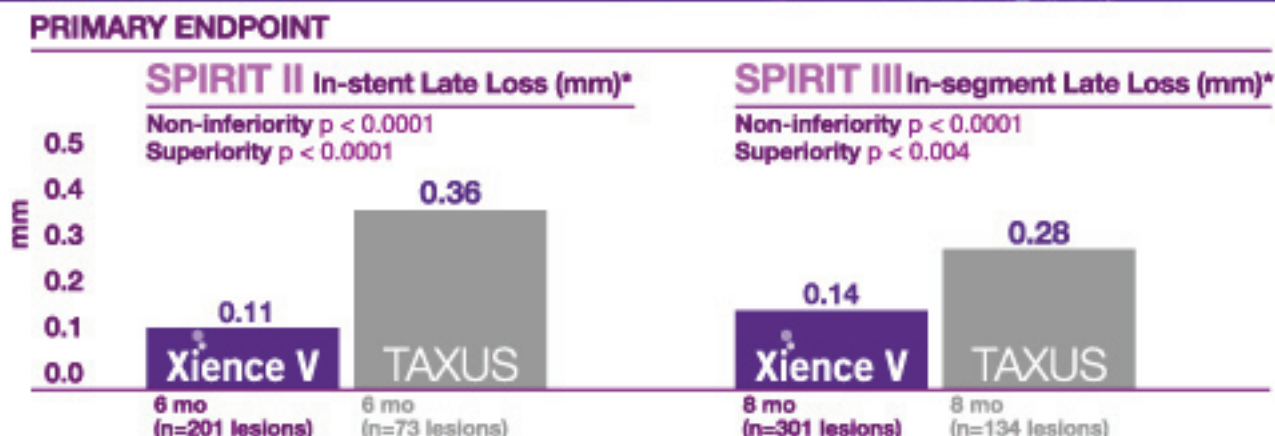 PRIMARY ENDPOINT
SPIRIT II In-stent Late Loss (mm)*
Non-inferiority p < 0.0001
Superiority p < 0.0001
SPIRIT III In-segment Late Loss (mm)*
Non-inferiority p < 0.0001
Superiority p < 0.004
mm
0.5
0.4
0.3
0.2
0.1
0.0
0.11
Xience V
6 mo
(n=201 lesions)
0.36
TAXUS
6 mo
(n=73 lesions)
0.14
Xience V
8 mo
(n=301 lesions)
0.28
TAXUS
8 mo
(n=134 lesions)